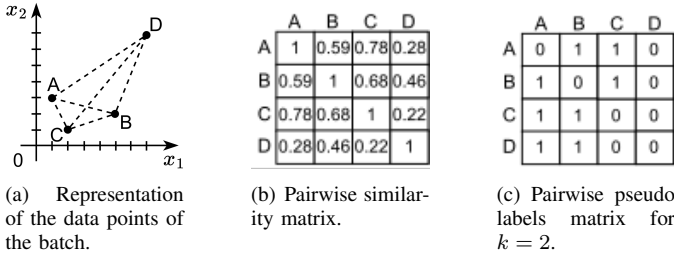 x2
D
A
B
C
0
x1
A B C D
A 1 0.59 0.78 0.28
B 0.59 1 0.68 0.46
C 0.78 0.68 1 0.22
D 0.28 0.46 0.22 1
A B C D
A 0 1 1 0
B 1 0 1 0
C 1 1 0 0
D 1 1 0 0
(a) Representation
of the data points of
the batch.
(b) Pairwise similar-
ity matrix.
(c) Pairwise pseudo
labels matrix for
k = 2.